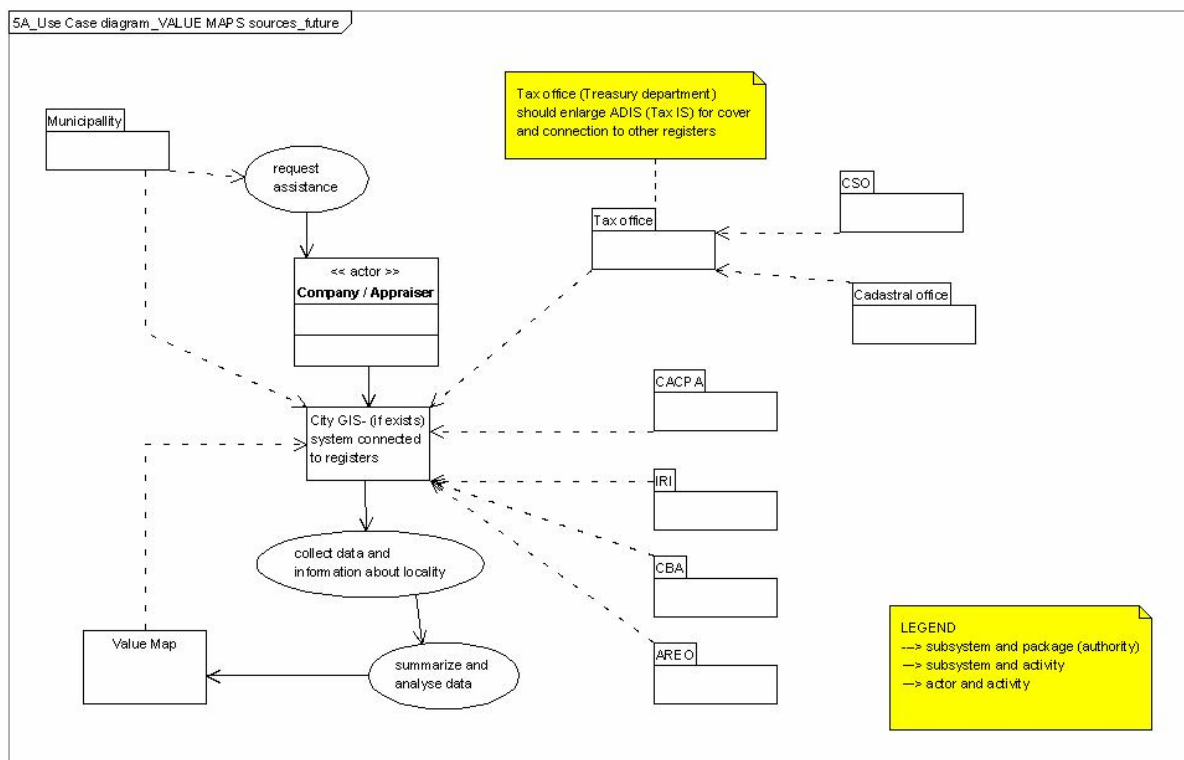 5A_Use Case diagram_VALUE MAPS sources_future
Municipallity
request
assistance
Tax office (Treasury department)
should enlarge ADIS (Tax IS) for cover
and connection to other registers
CSO
Tax office
Cadastral office
<< actor >>
Company / Appraiser
CACPA
City GIS- (if exists)
system connected
to registers
IRI
collect data and
information about locality
CBA
Value Map
summarize and
analyse data
AREO
LEGEND
---> subsystem and package (authority)
—> subsystem and activity
—> actor and activity